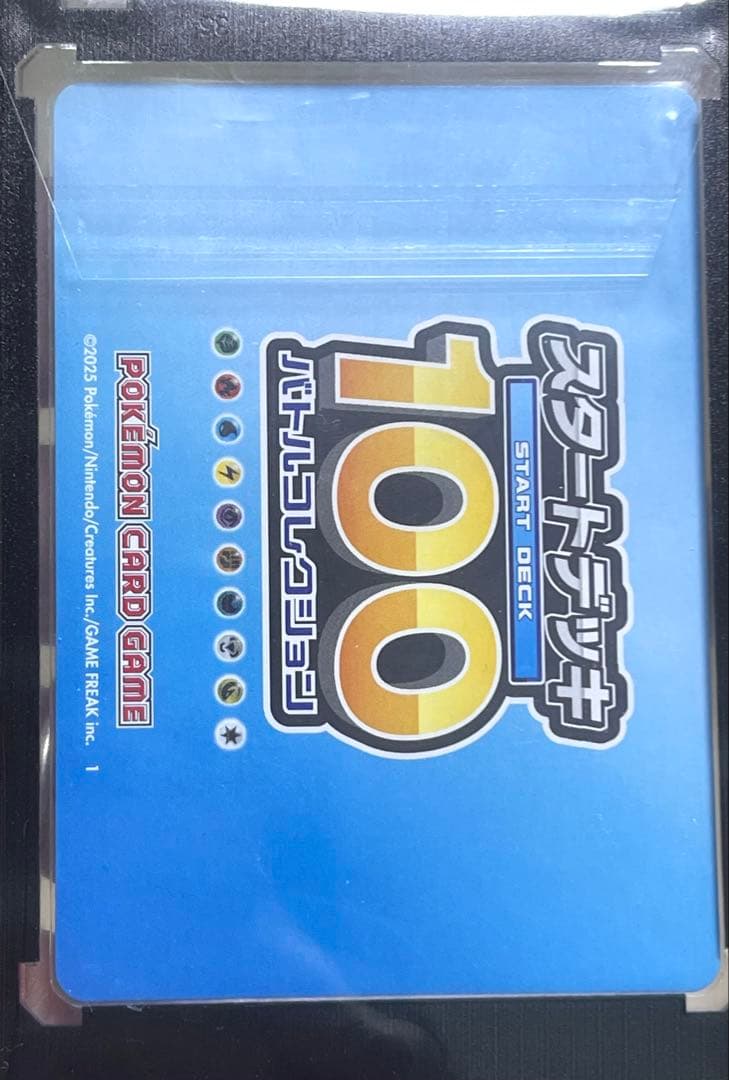 スタートデッキ
START DECK
100
バトルコレクション
POKÉMON CARD GAME
©2025 Pokémon/Nintendo/Creatures Inc./GAME FREAK inc. 1